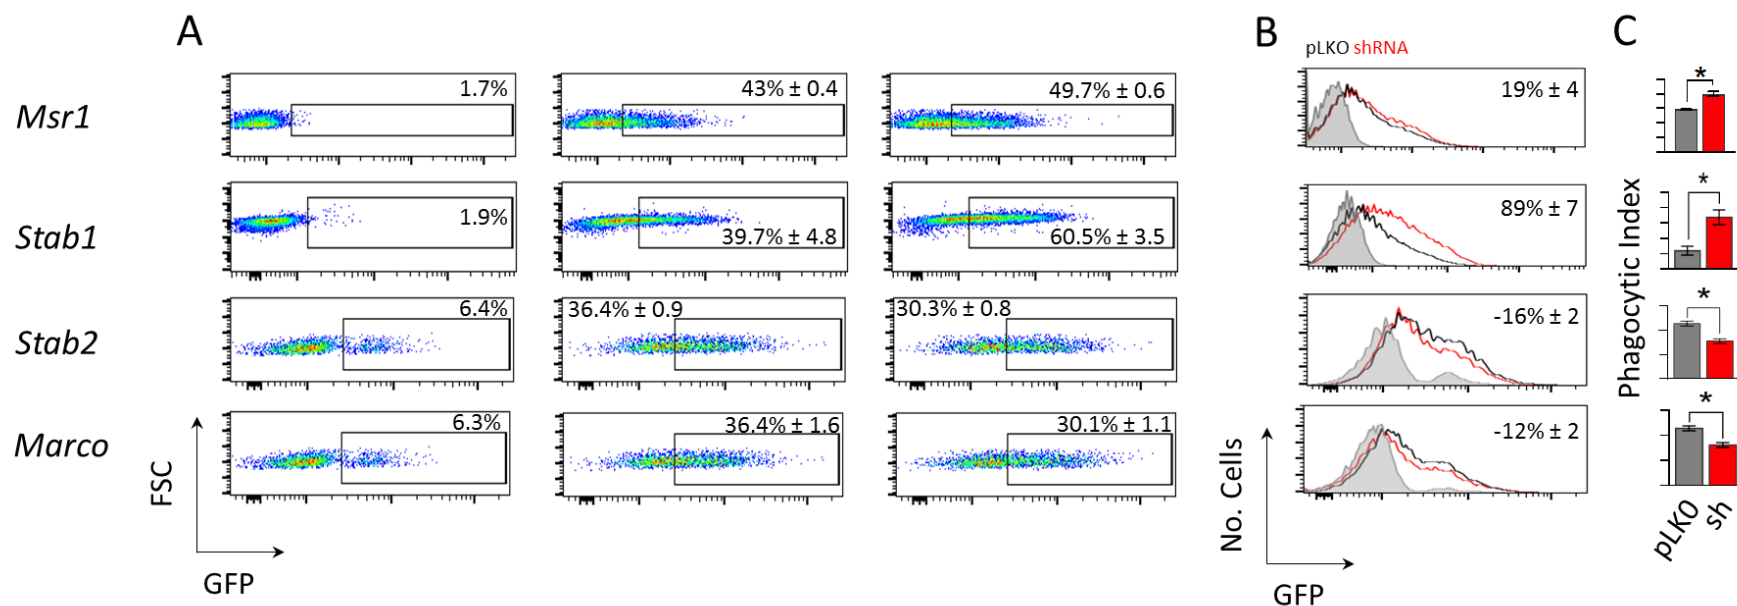 A
B
C
pLKO shRNA
Msr1
1.7%
43% ± 0.4
49.7% ± 0.6
19% ± 4
*
Stab1
1.9%
39.7% ± 4.8
60.5% ± 3.5
89% ± 7
*
Stab2
6.4%
36.4% ± 0.9
30.3% ± 0.8
-16% ± 2
*
Marco
6.3%
36.4% ± 1.6
30.1% ± 1.1
-12% ± 2
*
FSC
GFP
No. Cells
GFP
Phagocytic Index
pLK0
sh